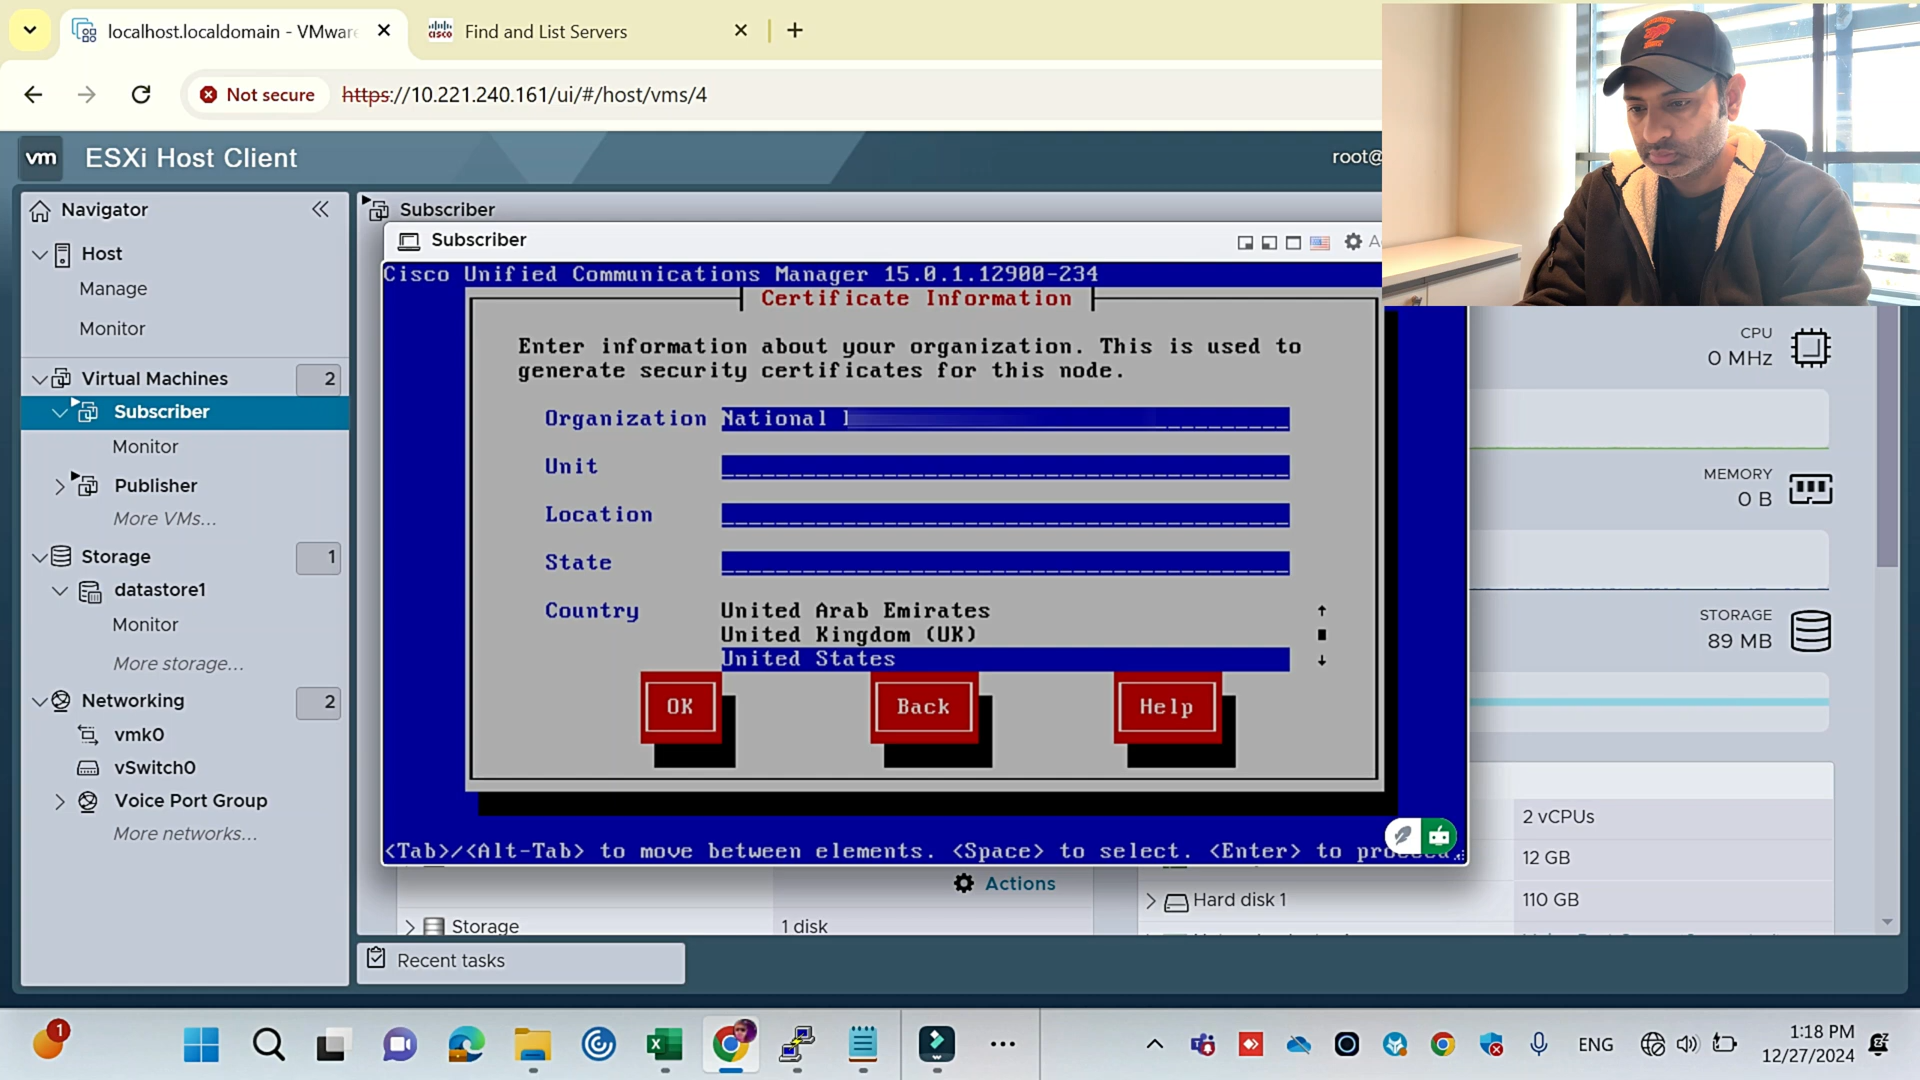 localhost.localdomain - VMware
Find and List Servers
Not secure
https://10.221.240.161/ui/#/host/vms/4
vm ESXi Host Client
root@
Navigator
Host
Manage
Monitor
Virtual Machines 2
Subscriber
Monitor
Publisher
More VMs...
Storage 1
datastore1
Monitor
More storage...
Networking 2
vmk0
vSwitch0
Voice Port Group
More networks...
Subscriber
Subscriber
Cisco Unified Communications Manager 15.0.1.12900-234
Certificate Information
Enter information about your organization. This is used to
generate security certificates for this node.
Organization National
Unit
Location
State
Country United Arab Emirates
United Kingdom (UK)
United States
OK Back Help
<Tab>/<Alt-Tab> to move between elements. <Space> to select. <Enter> to
Actions
Storage 1 disk
Recent tasks
CPU
0 MHz
MEMORY
0 B
STORAGE
89 MB
2 vCPUs
12 GB
Hard disk 1 110 GB
1
ENG
1:18 PM
12/27/2024